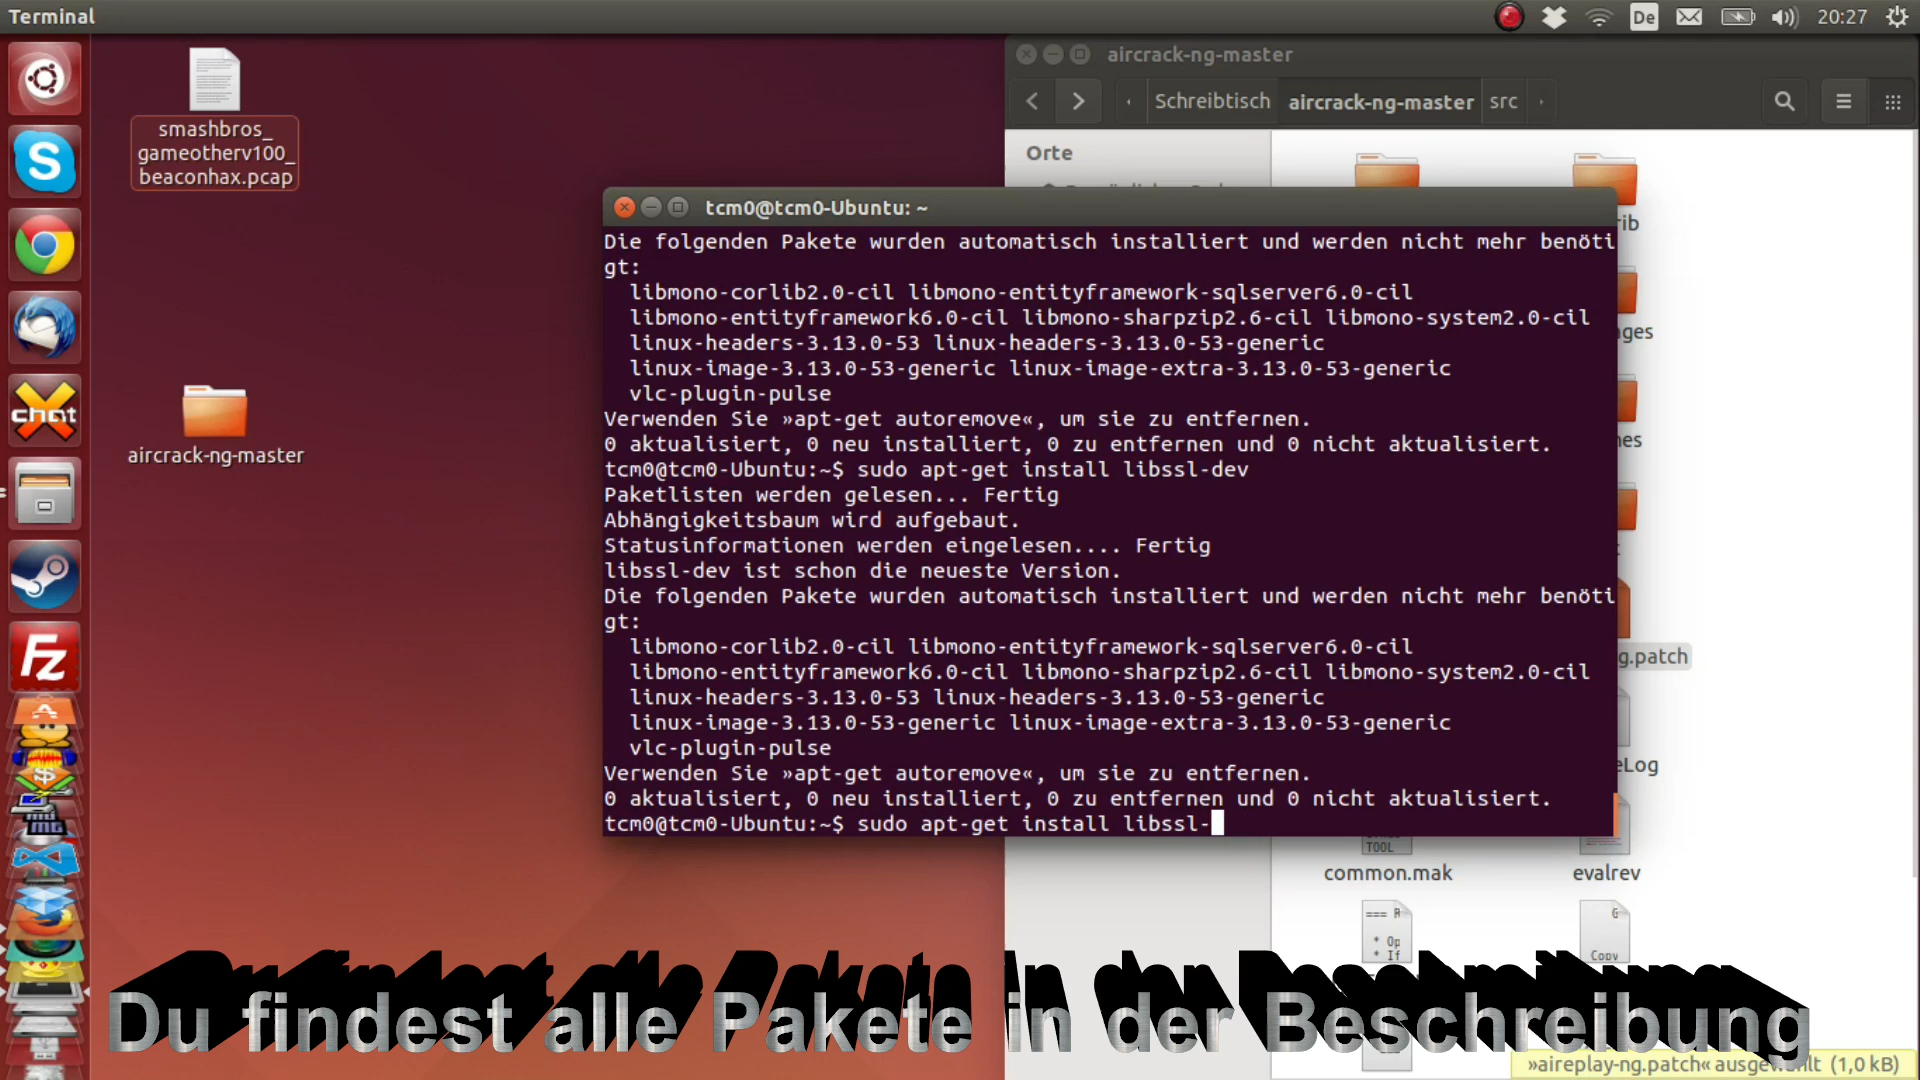 Terminal
De
20:27
smashbros_
gameotherv100_
beaconhax.pcap
aircrack-ng-master
aircrack-ng-master
Schreibtisch
aircrack-ng-master
src
Orte
tcm0@tcm0-Ubuntu: ~
Die folgenden Pakete wurden automatisch installiert und werden nicht mehr benöti
gt:
libmono-corlib2.0-cil libmono-entityframework-sqlserver6.0-cil
libmono-entityframework6.0-cil libmono-sharpzip2.6-cil libmono-system2.0-cil
linux-headers-3.13.0-53 linux-headers-3.13.0-53-generic
linux-image-3.13.0-53-generic linux-image-extra-3.13.0-53-generic
vlc-plugin-pulse
Verwenden Sie »apt-get autoremove«, um sie zu entfernen.
0 aktualisiert, 0 neu installiert, 0 zu entfernen und 0 nicht aktualisiert.
tcm0@tcm0-Ubuntu:~$ sudo apt-get install libssl-dev
Paketlisten werden gelesen... Fertig
Abhängigkeitsbaum wird aufgebaut.
Statusinformationen werden eingelesen.... Fertig
libssl-dev ist schon die neueste Version.
Die folgenden Pakete wurden automatisch installiert und werden nicht mehr benöti
gt:
libmono-corlib2.0-cil libmono-entityframework-sqlserver6.0-cil
libmono-entityframework6.0-cil libmono-sharpzip2.6-cil libmono-system2.0-cil
linux-headers-3.13.0-53 linux-headers-3.13.0-53-generic
linux-image-3.13.0-53-generic linux-image-extra-3.13.0-53-generic
vlc-plugin-pulse
Verwenden Sie »apt-get autoremove«, um sie zu entfernen.
0 aktualisiert, 0 neu installiert, 0 zu entfernen und 0 nicht aktualisiert.
tcm0@tcm0-Ubuntu:~$ sudo apt-get install libssl-
g.patch
eLog
TOOL
common.mak
evalrev
=== R
* Op
* If
G
Copy
chat
Du findest alle Pakete in der Beschreibung
»aireplay-ng.patch« ausgewählt (1,0 kB)